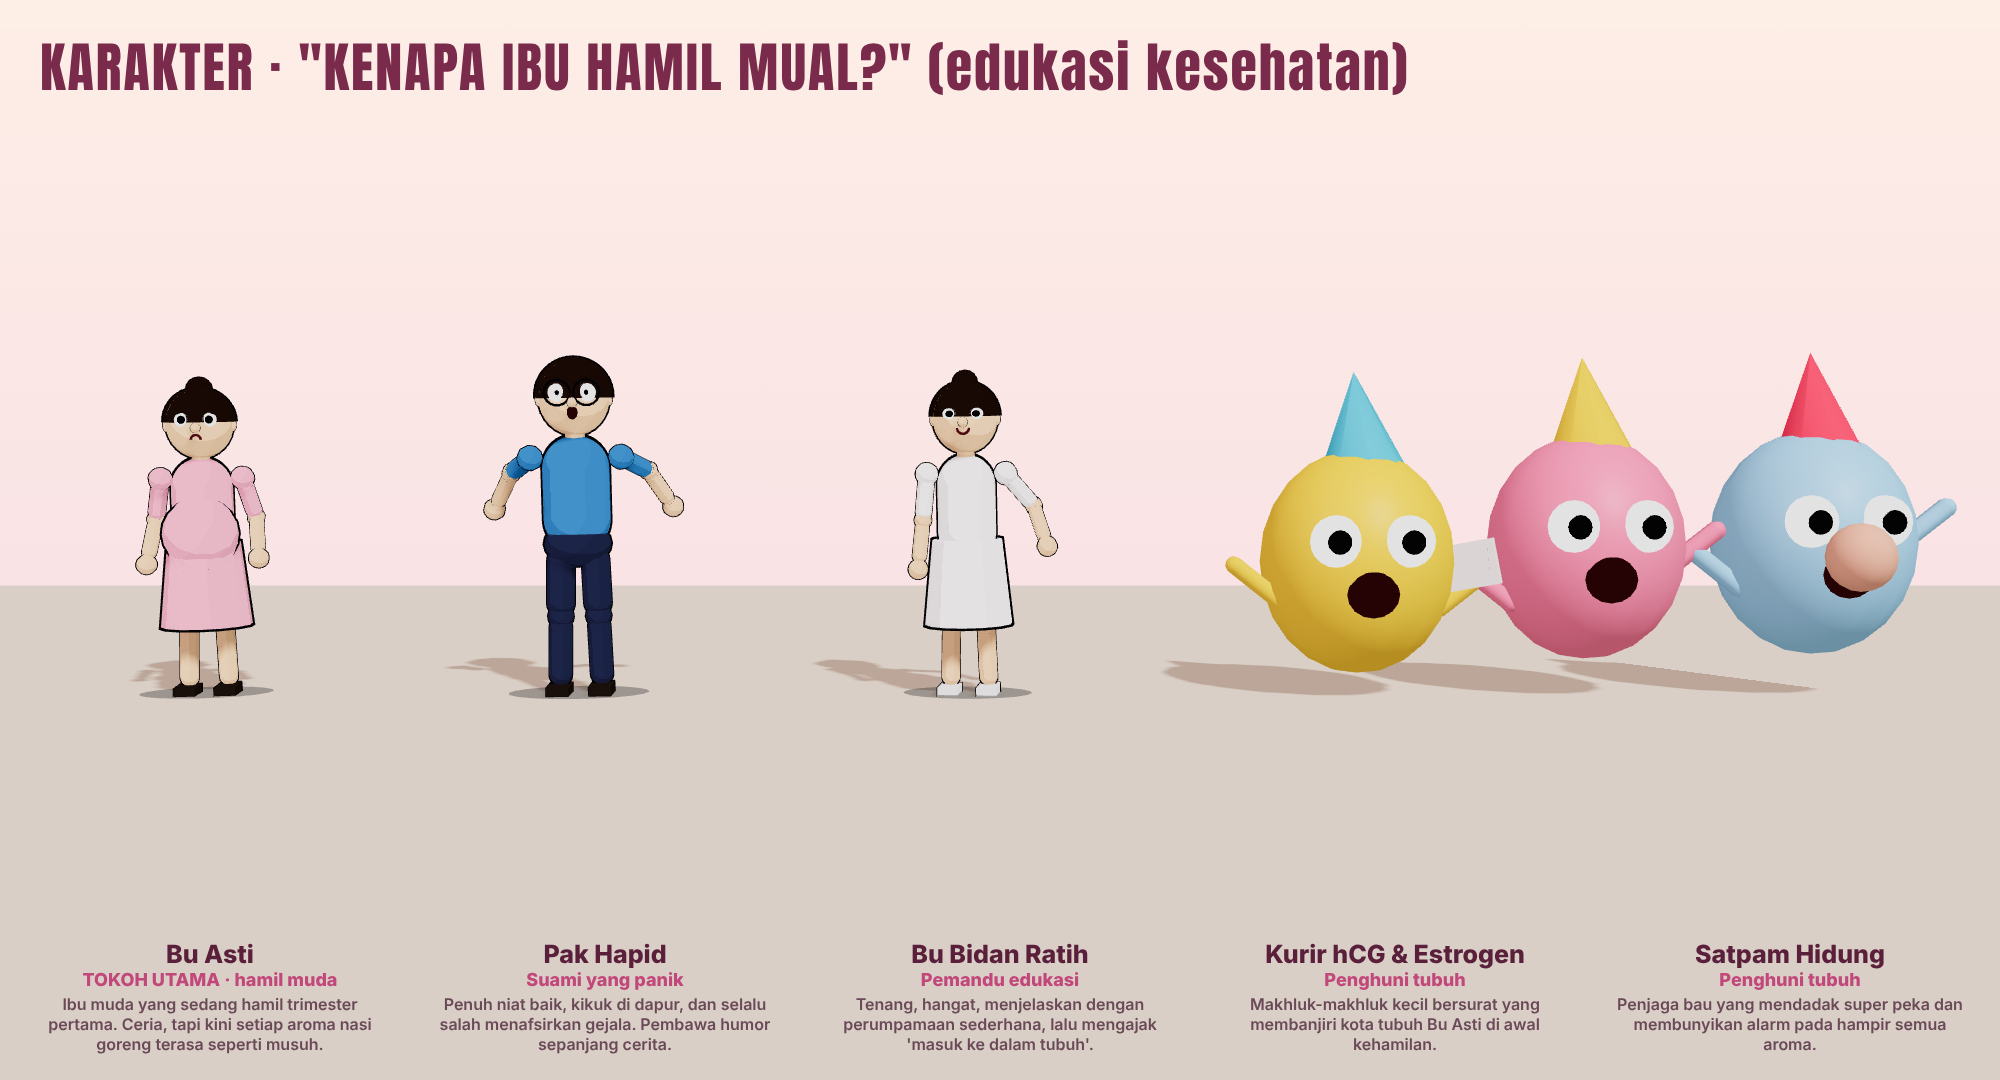 KARAKTER · "KENAPA IBU HAMIL MUAL?" (edukasi kesehatan)
Bu Asti
TOKOH UTAMA · hamil muda
Ibu muda yang sedang hamil trimester
pertama. Ceria, tapi kini setiap aroma nasi
goreng terasa seperti musuh.
Pak Hapid
Suami yang panik
Penuh niat baik, kikuk di dapur, dan selalu
salah menafsirkan gejala. Pembawa humor
sepanjang cerita.
Bu Bidan Ratih
Pemandu edukasi
Tenang, hangat, menjelaskan dengan
perumpamaan sederhana, lalu mengajak
'masuk ke dalam tubuh'.
Kurir hCG & Estrogen
Penghuni tubuh
Makhluk-makhluk kecil bersurat yang
membanjiri kota tubuh Bu Asti di awal
kehamilan.
Satpam Hidung
Penghuni tubuh
Penjaga bau yang mendadak super peka dan
membunyikan alarm pada hampir semua
aroma.